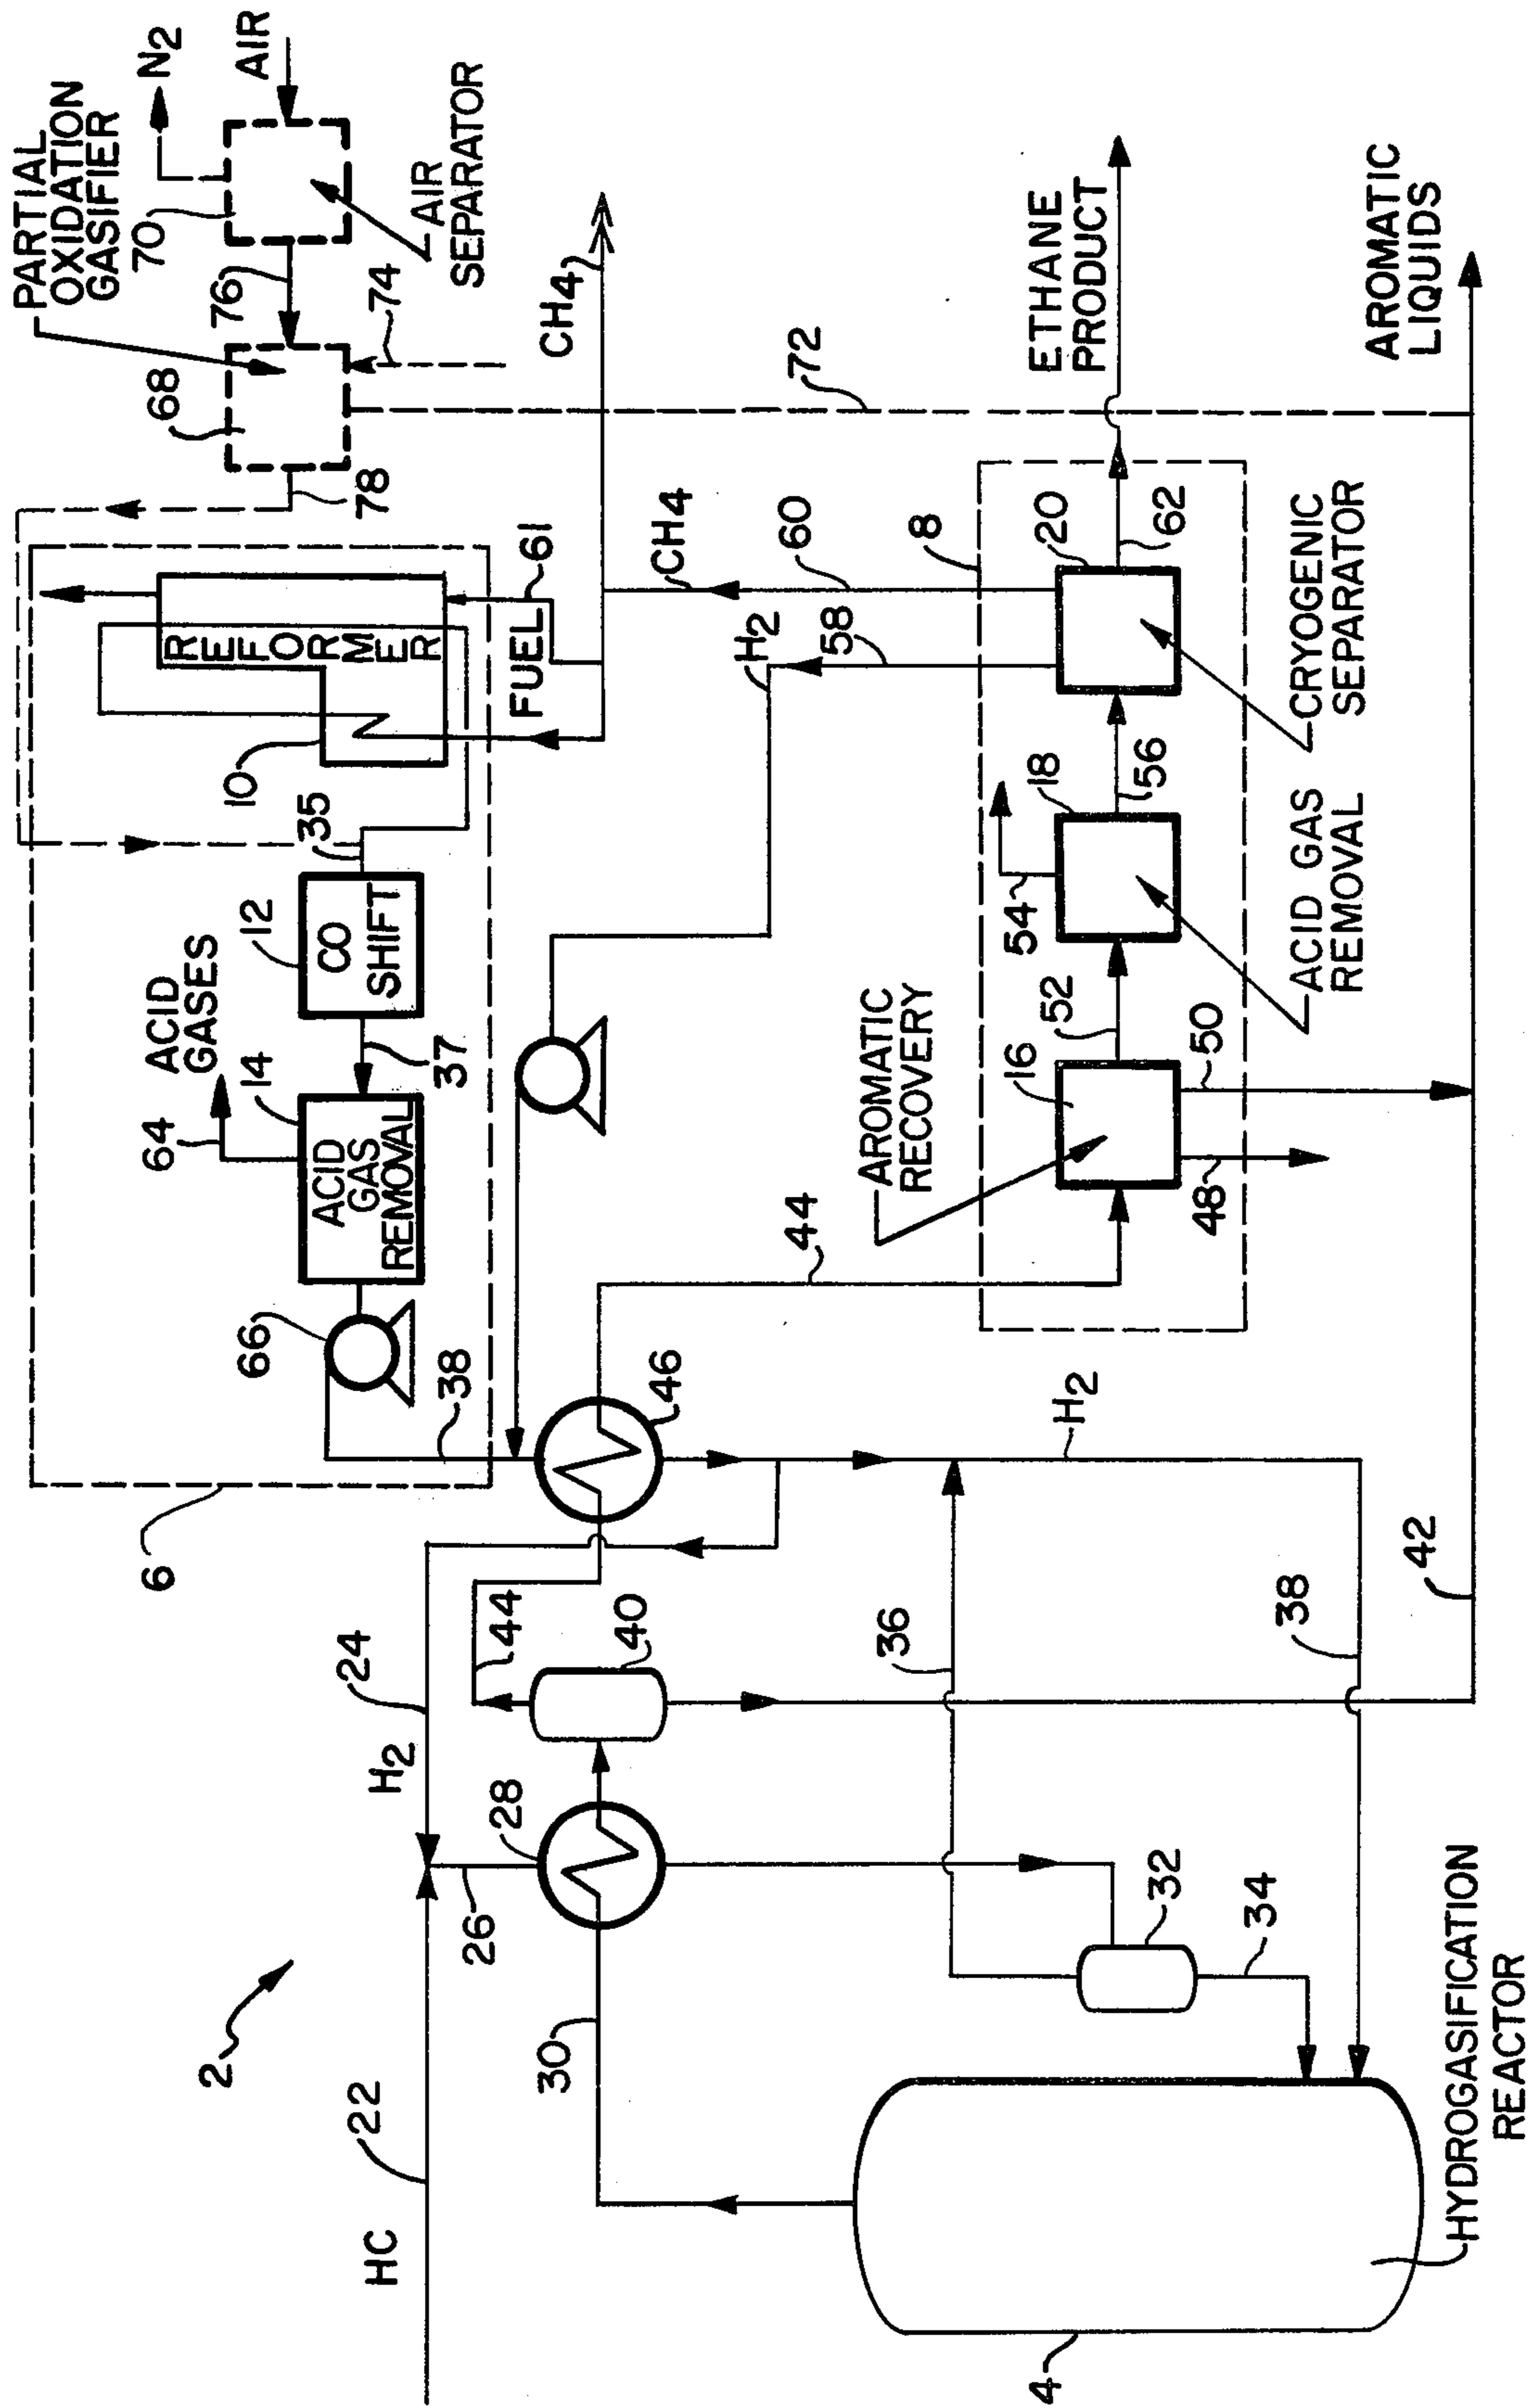 PARTIAL
OXIDATION
GASIFIER
N2
AIR
70
76
AIR
SEPARATOR
74
68
78
72
CH4
CH4
60
61
FUEL
REFORMER
10
35
CO
SHIFT
12
37
ACID
GASES
64
14
ACID
GAS
REMOVAL
66
38
6
H2
58
8
20
62
ETHANE
PRODUCT
CRYOGENIC
SEPARATOR
18
56
54
ACID GAS
REMOVAL
52
16
50
48
AROMATIC
RECOVERY
44
46
H2
AROMATIC
LIQUIDS
42
38
36
40
44
24
H2
28
26
32
34
30
2
22
HC
4
HYDROGASIFICATION
REACTOR